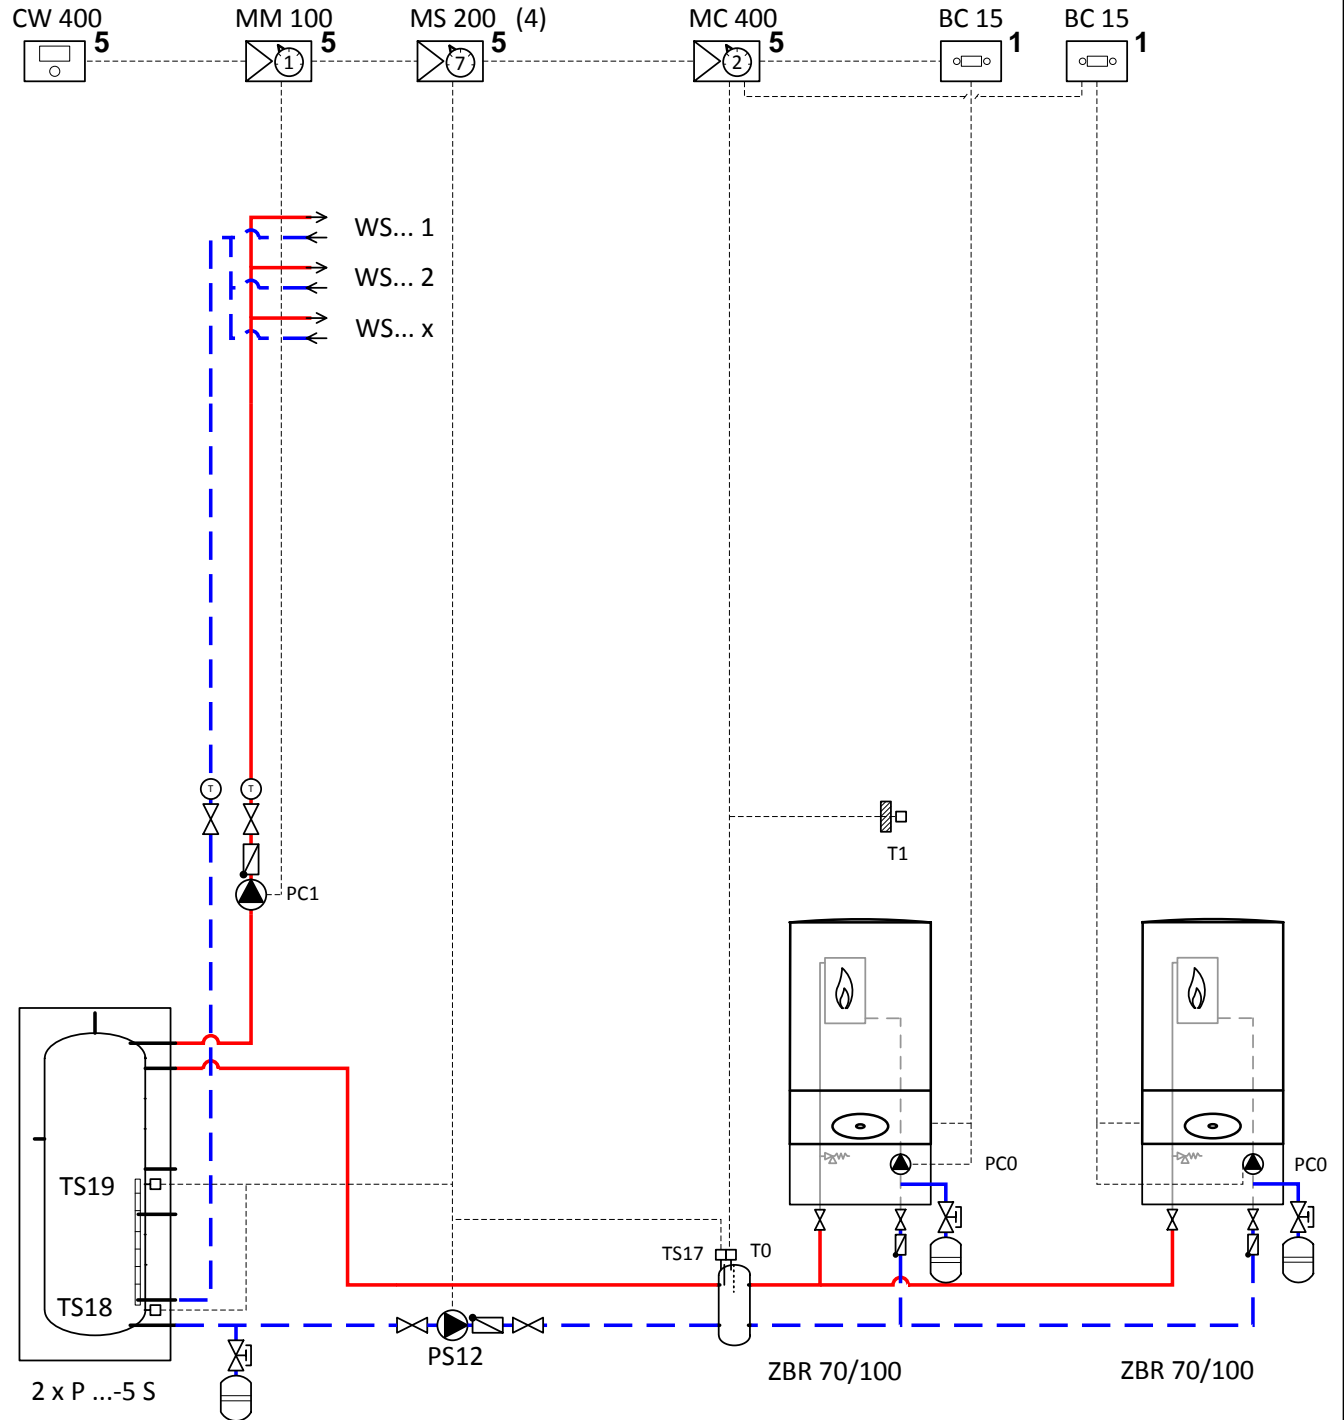 CW 400
MM 100
MS 200 (4)
MC 400
BC 15
BC 15
5
5
5
5
1
1
1
7
2
WS... 1
WS... 2
WS... x
T
T
T1
PC1
PC0
PC0
TS19
TS17
T0
TS18
PS12
ZBR 70/100
ZBR 70/100
2 x P ...-5 S